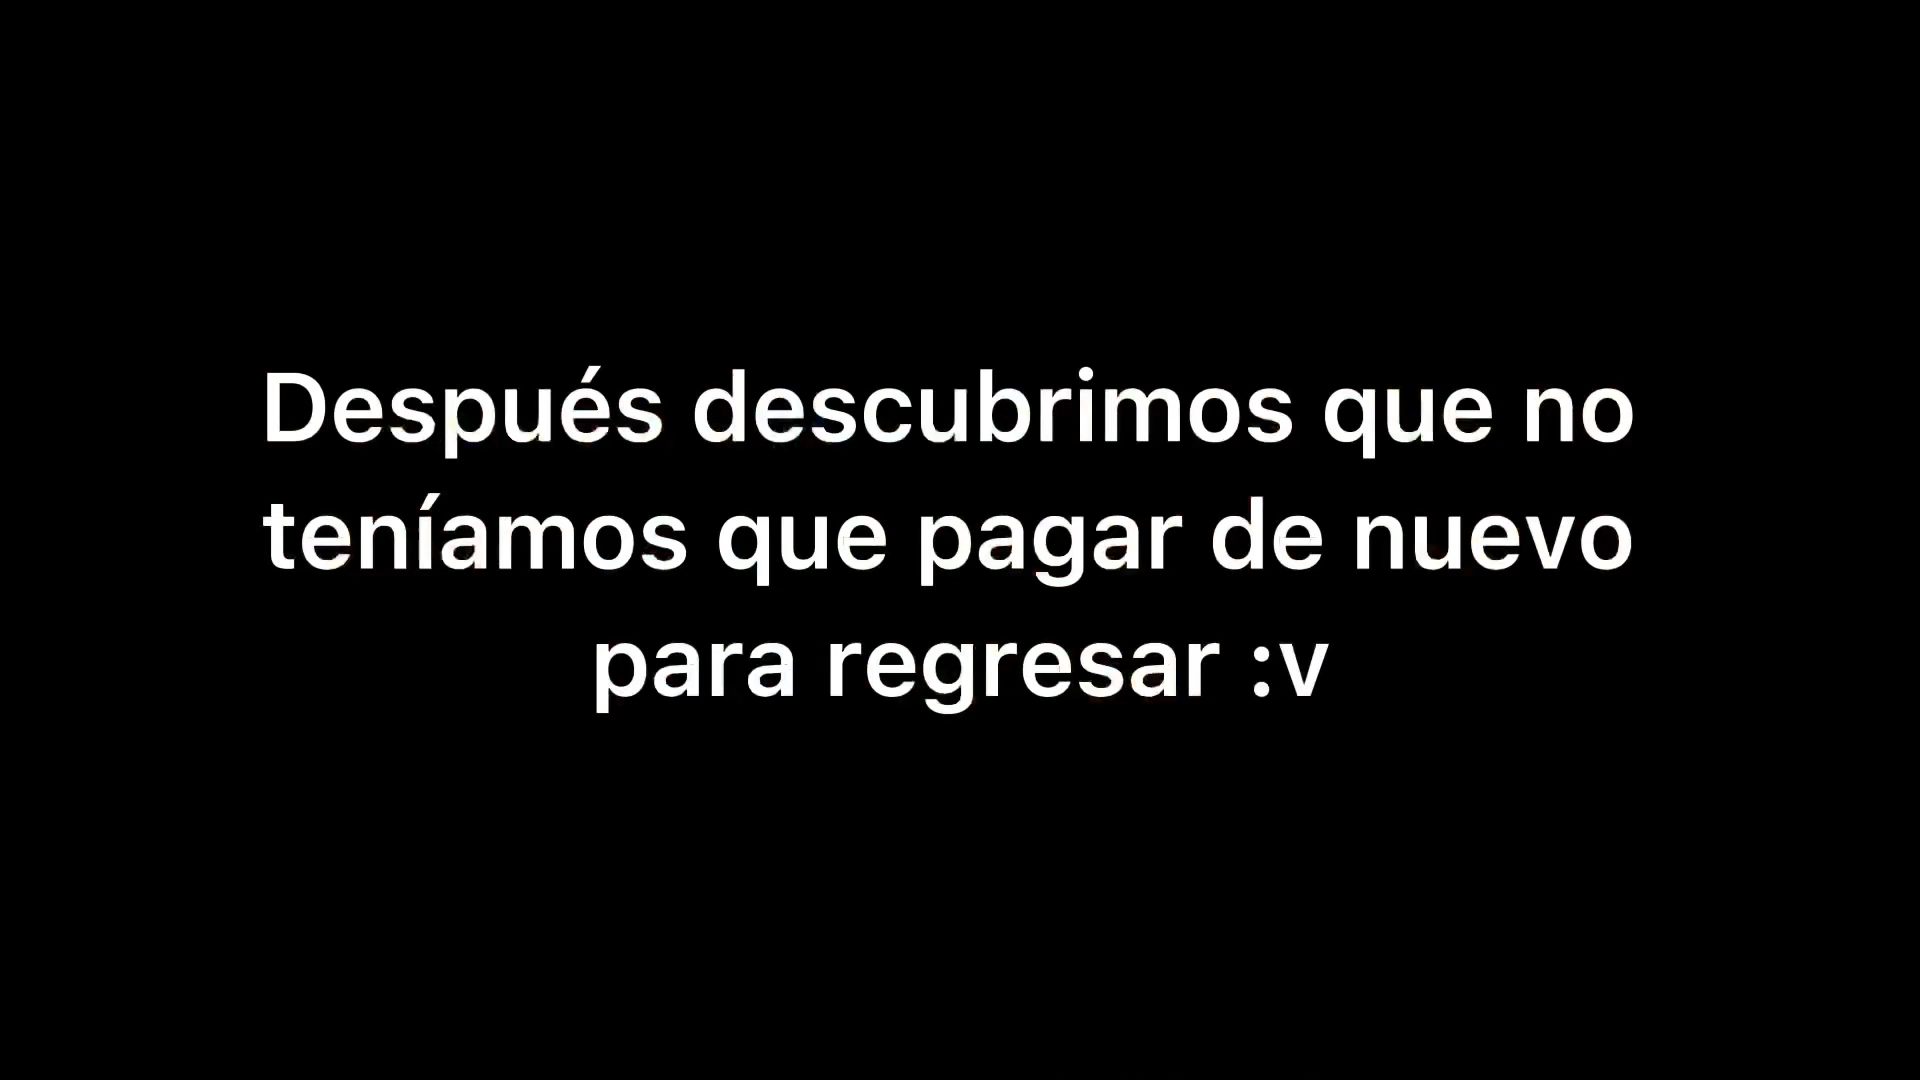 Después descubrimos que no
teníamos que pagar de nuevo
para regresar :v